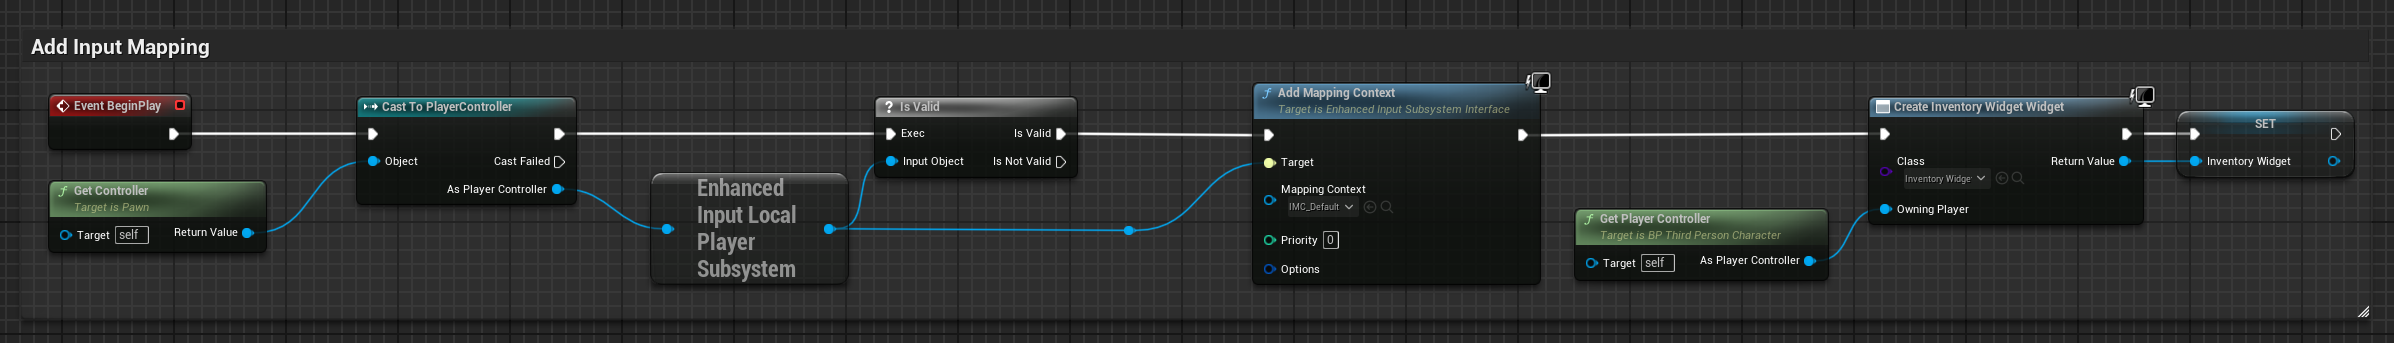 Add Input Mapping
Event BeginPlay
Get Controller
Target is Pawn
Target self
Return Value
Cast To PlayerController
Object
Cast Failed
As Player Controller
Enhanced
Input Local
Player
Subsystem
? Is Valid
Exec
Is Valid
Input Object
Is Not Valid
f Add Mapping Context
Target is Enhanced Input Subsystem Interface
Target
Mapping Context
IMC_Default
Priority 0
Options
Get Player Controller
Target is BP Third Person Character
Target self
As Player Controller
Create Inventory Widget Widget
Class
Return Value
Inventory Widge
Owning Player
SET
Inventory Widget